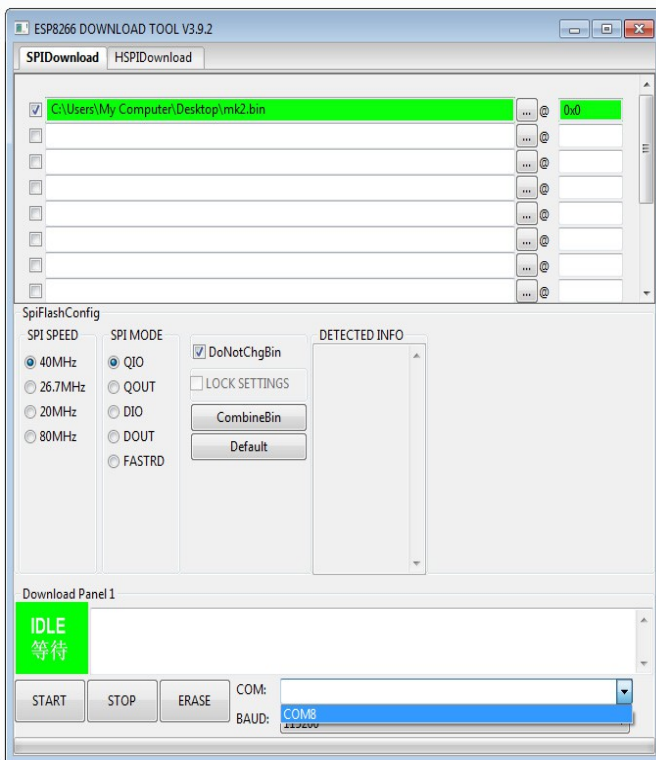 ESP8266 DOWNLOAD TOOL V3.9.2
SPIDownload HSPIDownload
C:\Users\My Computer\Desktop\mk2.bin ... @ 0x0
... @
... @
... @
... @
... @
... @
... @
SpiFlashConfig
SPI SPEED SPI MODE DETECTED INFO
40MHz QIO DoNotChgBin
26.7MHz QOUT LOCK SETTINGS
20MHz DIO CombineBin
80MHz DOUT Default
FASTRD
Download Panel 1
IDLE
等待
START STOP ERASE COM:
COM8
BAUD: 115200